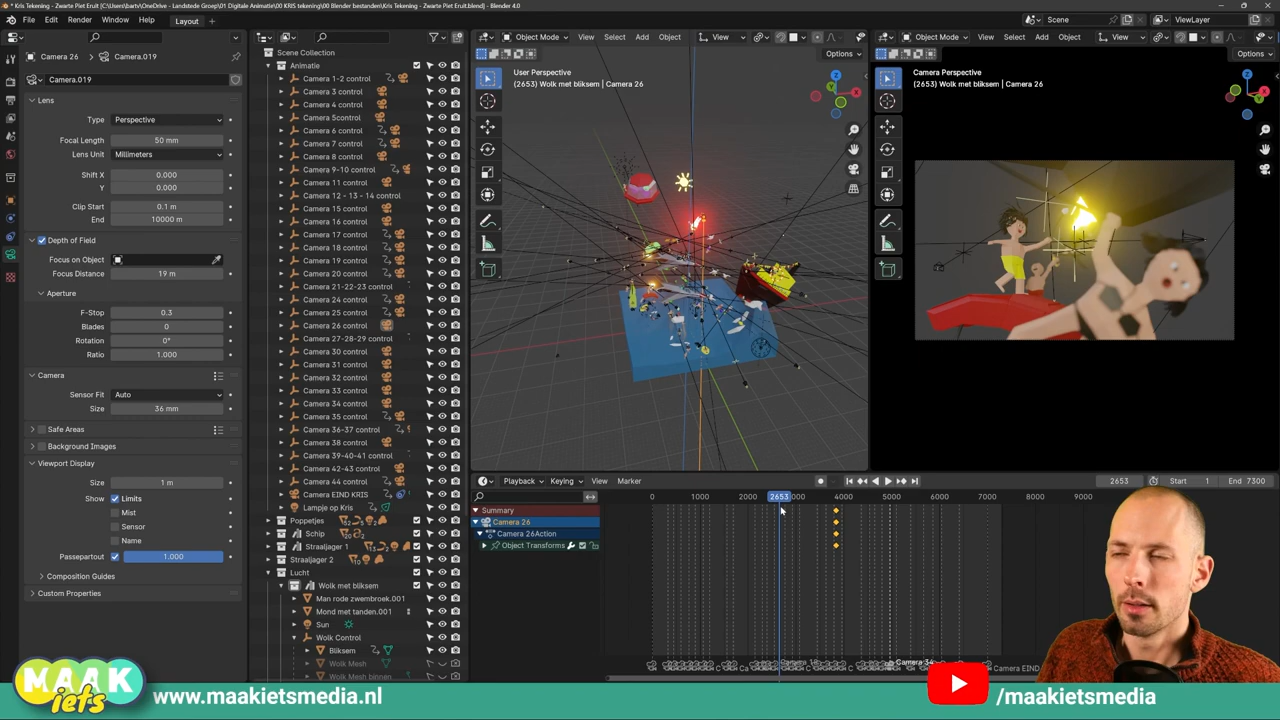 * Kris Tekening - Zwarte Piet Eruit [C:\Users\bartv\OneDrive - Landstede Groep\01 Digitale Animatie\00 KRIS tekening\00 Blender bestanden\Kris Tekening - Zwarte Piet Eruit.blend] - Blender 4.0
File Edit Render Window Help Layout Scene ViewLayer
Camera 26 > Camera.019
Camera.019
Lens
Type Perspective
Focal Length 50 mm
Lens Unit Millimeters
Shift X 0.000
Y 0.000
Clip Start 0.1 m
End 10000 m
Depth of Field
Focus on Object
Focus Distance 19 m
Aperture
F-Stop 0.3
Blades 0
Rotation 0°
Ratio 1.000
Camera
Sensor Fit Auto
Size 36 mm
Safe Areas
Background Images
Viewport Display
Size 1 m
Show Limits
Mist
Sensor
Name
Passepartout 1.000
Composition Guides
Custom Properties
Scene Collection
Animatie
Camera 1-2 control
Camera 3 control
Camera 4 control
Camera 5control
Camera 6 control
Camera 7 control
Camera 8 control
Camera 9-10 control
Camera 11 control
Camera 12 - 13 - 14 control
Camera 15 control
Camera 16 control
Camera 17 control
Camera 18 control
Camera 19 control
Camera 20 control
Camera 21-22-23 control
Camera 24 control
Camera 25 control
Camera 26 control
Camera 27-28-29 control
Camera 30 control
Camera 31 control
Camera 32 control
Camera 33 control
Camera 34 control
Camera 35 control
Camera 36-37 control
Camera 38 control
Camera 39-40-41 control
Camera 42-43 control
Camera 44 control
Camera EIND KRIS
Lampje op Kris
Poppetjes
Schip
Straaljager 1
Straaljager 2
Lucht
Wolk met bliksem
Man rode zwembroek.001
Mond met tanden.001
Sun
Wolk Control
Bliksem
Wolk Mesh
Wolk Mesh binnen
Object Mode View Select Add Object View
Options
User Perspective
(2653) Wolk met bliksem | Camera 26
Object Mode View Select Add Object View
Options
Camera Perspective
(2653) Wolk met bliksem | Camera 26
Playback Keying View Marker 2653 Start 1 End 7300
0 1000 2000 2653 3000 4000 5000 6000 7000 8000 9000
Summary
Camera 26
Camera 26Action
Object Transforms
Camera 34
Camera EIND
MAAK
iets
www.maakietsmedia.nl
/maakietsmedia